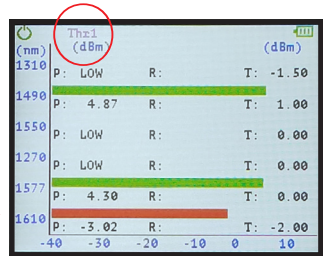 Thr1
(nm) (dBm) (dBm)
1310 P: LOW R: T: -1.50
1490 P: 4.87 R: T: 1.00
1550 P: LOW R: T: 0.00
1270 P: LOW R: T: 0.00
1577 P: 4.30 R: T: 0.00
1610 P: -3.02 R: T: -2.00
-40 -30 -20 -10 0 10